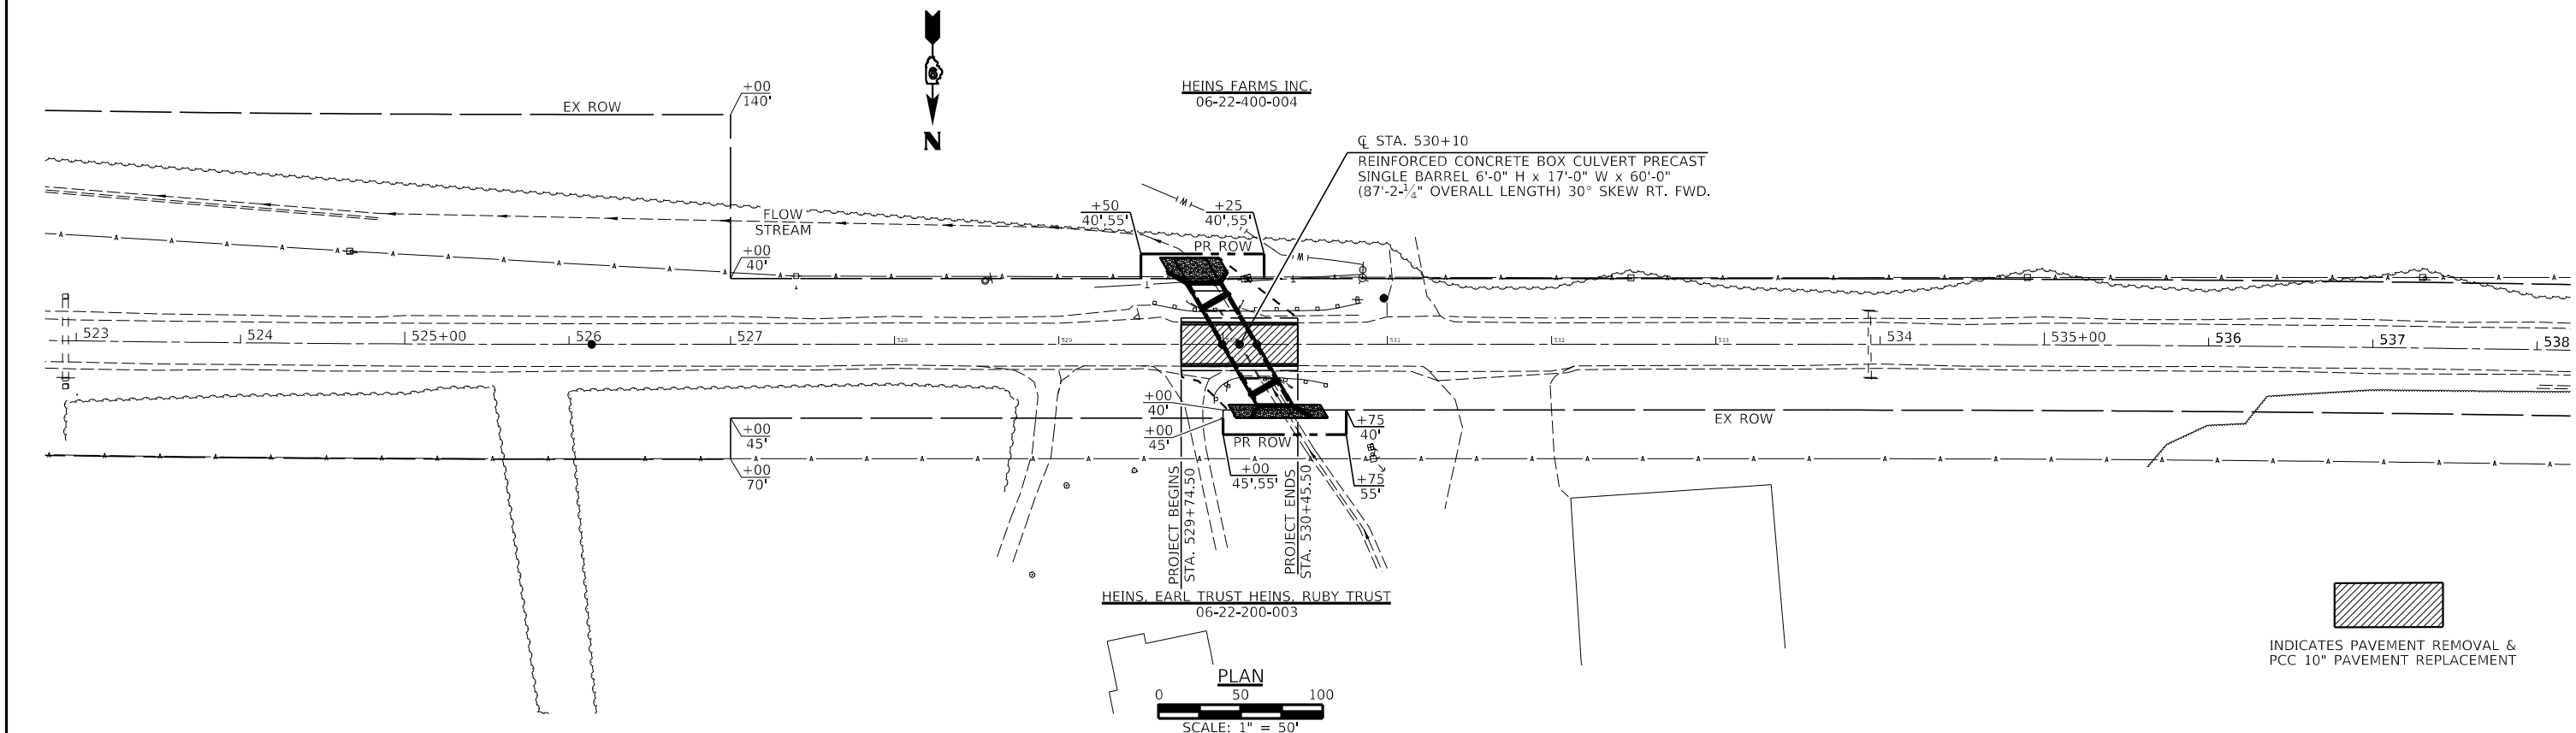 +00
140'
EX ROW
6
N
HEINS FARMS INC.
06-22-400-004
℄ STA. 530+10
REINFORCED CONCRETE BOX CULVERT PRECAST
SINGLE BARREL 6'-0" H x 17'-0" W x 60'-0"
(87'-2-1/4" OVERALL LENGTH) 30° SKEW RT. FWD.
FLOW
STREAM
+50
40',55'
+25
40',55'
PR ROW
+00
40'
523
524
525+00
526
527
528
529
531
532
533
534
535+00
536
537
538
+00
45'
+00
70'
+00
40'
+00
45'
PR ROW
+75
40'
EX ROW
+00
45',55'
+75
55'
PROJECT BEGINS
STA. 529+74.50
PROJECT ENDS
STA. 530+45.50
HEINS, EARL TRUST HEINS, RUBY TRUST
06-22-200-003
PLAN
0 50 100
SCALE: 1" = 50'
INDICATES PAVEMENT REMOVAL &
PCC 10" PAVEMENT REPLACEMENT